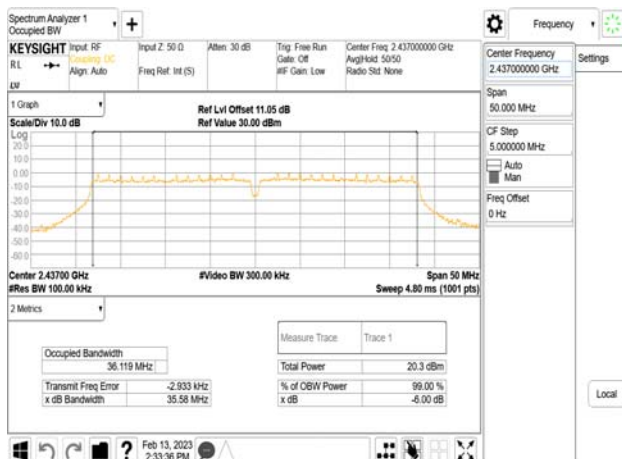 Spectrum Analyzer 1
Occupied BW
Frequency
KEYSIGHT
RL
Input: RF
Coupling: DC
Align: Auto
Input Z: 50 Ω
Freq Ref: Int (S)
Atten: 30 dB
Trig: Free Run
Gate: Off
#IF Gain: Low
Center Freq: 2.437000000 GHz
Avg|Hold: 50/50
Radio Std: None
Center Frequency
2.437000000 GHz
Settings
Span
50.000 MHz
CF Step
5.000000 MHz
Auto
Man
Freq Offset
0 Hz
1 Graph
Scale/Div 10.0 dB
Ref Lvl Offset 11.05 dB
Ref Value 30.00 dBm
Log
20.0
10.0
0.00
-10.0
-20.0
-30.0
-40.0
-50.0
-60.0
Center 2.43700 GHz
#Res BW 100.00 kHz
#Video BW 300.00 kHz
Span 50 MHz
Sweep 4.80 ms (1001 pts)
2 Metrics
Measure Trace
Trace 1
Occupied Bandwidth
36.119 MHz
Total Power
20.3 dBm
Transmit Freq Error
-2.933 kHz
% of OBW Power
99.00 %
x dB Bandwidth
35.58 MHz
x dB
-6.00 dB
Local
?
Feb 13, 2023
2:33:36 PM